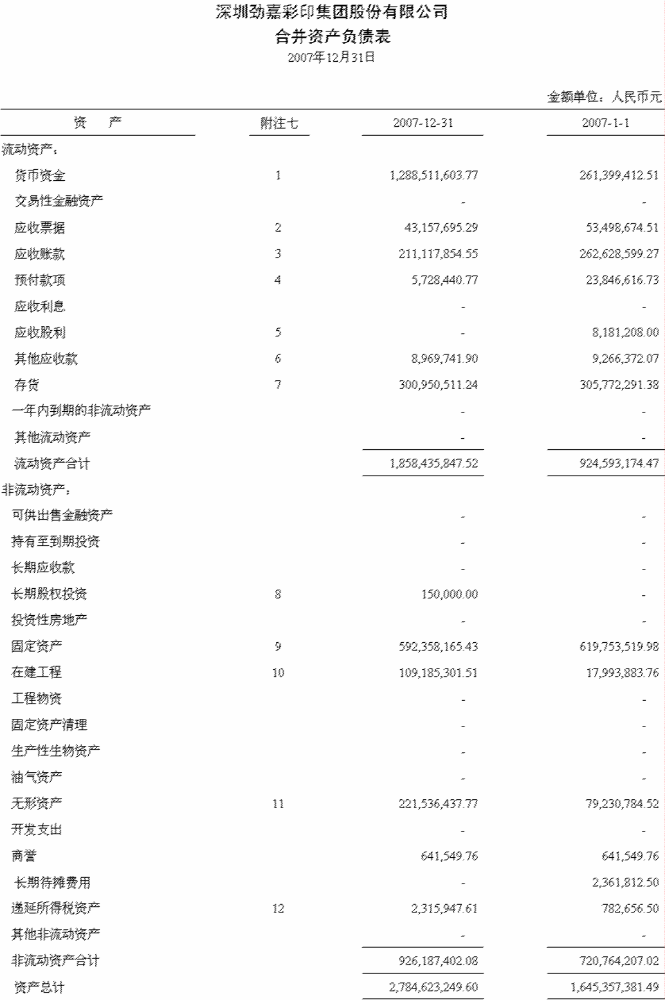 深圳劲嘉彩印集团股份有限公司
合并资产负债表
2007年12月31日
金额单位：人民币元
资 产 附注七 2007-12-31 2007-1-1
流动资产：
货币资金 1 1,288,511,603.77 261,399,412.51
交易性金融资产 - -
应收票据 2 43,157,695.29 53,498,674.51
应收账款 3 211,117,854.55 262,628,599.27
预付款项 4 5,728,440.77 23,846,616.73
应收利息 - -
应收股利 5 - 8,181,208.00
其他应收款 6 8,969,741.90 9,266,372.07
存货 7 300,950,511.24 305,772,291.38
一年内到期的非流动资产 - -
其他流动资产 - -
流动资产合计 1,858,435,847.52 924,593,174.47
非流动资产：
可供出售金融资产 - -
持有至到期投资 - -
长期应收款 - -
长期股权投资 8 150,000.00 -
投资性房地产 - -
固定资产 9 592,358,165.43 619,753,519.98
在建工程 10 109,185,301.51 17,993,883.76
工程物资 - -
固定资产清理 - -
生产性生物资产 - -
油气资产 - -
无形资产 11 221,536,437.77 79,230,784.52
开发支出 - -
商誉 641,549.76 641,549.76
长期待摊费用 - 2,361,812.50
递延所得税资产 12 2,315,947.61 782,656.50
其他非流动资产 - -
非流动资产合计 926,187,402.08 720,764,207.02
资产总计 2,784,623,249.60 1,645,357,381.49